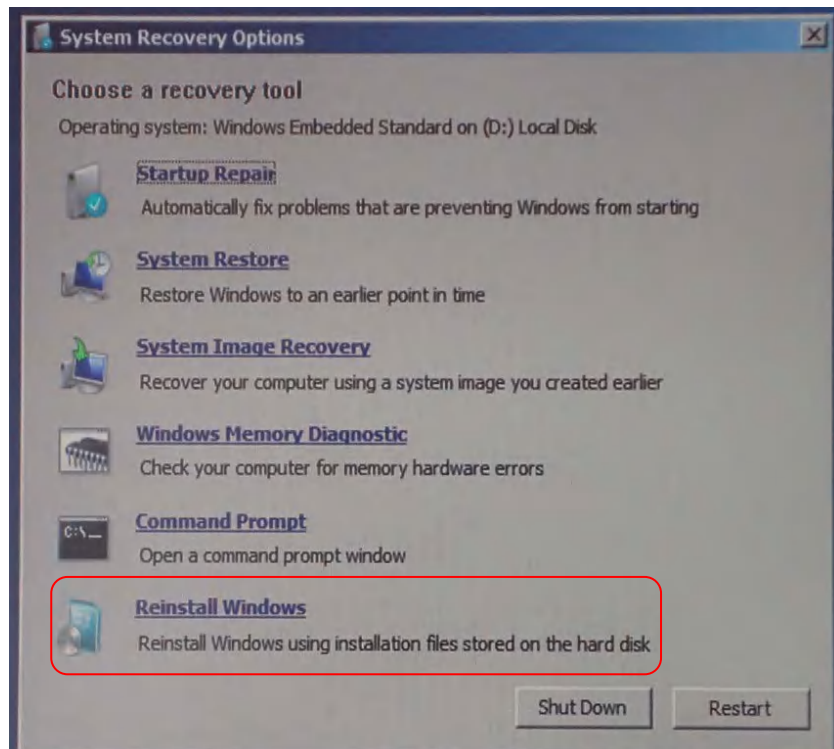 System Recovery Options
Choose a recovery tool
Operating system: Windows Embedded Standard on (D:) Local Disk
Startup Repair
Automatically fix problems that are preventing Windows from starting
System Restore
Restore Windows to an earlier point in time
System Image Recovery
Recover your computer using a system image you created earlier
Windows Memory Diagnostic
Check your computer for memory hardware errors
C:\_
Command Prompt
Open a command prompt window
Reinstall Windows
Reinstall Windows using installation files stored on the hard disk
Shut Down Restart